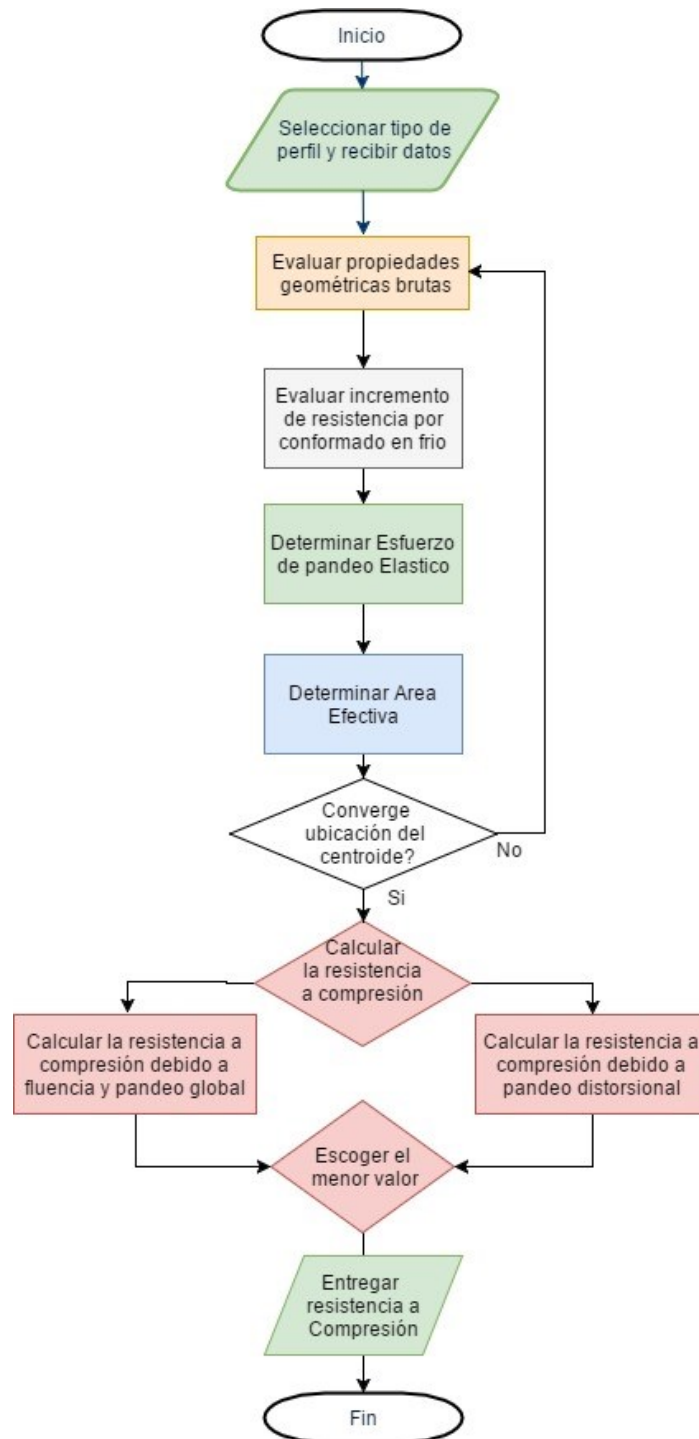 Inicio
Seleccionar tipo de
perfil y recibir datos
Evaluar propiedades
geométricas brutas
Evaluar incremento
de resistencia por
conformado en frio
Determinar Esfuerzo
de pandeo Elastico
Determinar Area
Efectiva
Converge
ubicación del
centroide?
No
Si
Calcular
la resistencia
a compresión
Calcular la resistencia a
compresión debido a
fluencia y pandeo global
Calcular la resistencia a
compresión debido a
pandeo distorsional
Escoger el
menor valor
Entregar
resistencia a
Compresión
Fin